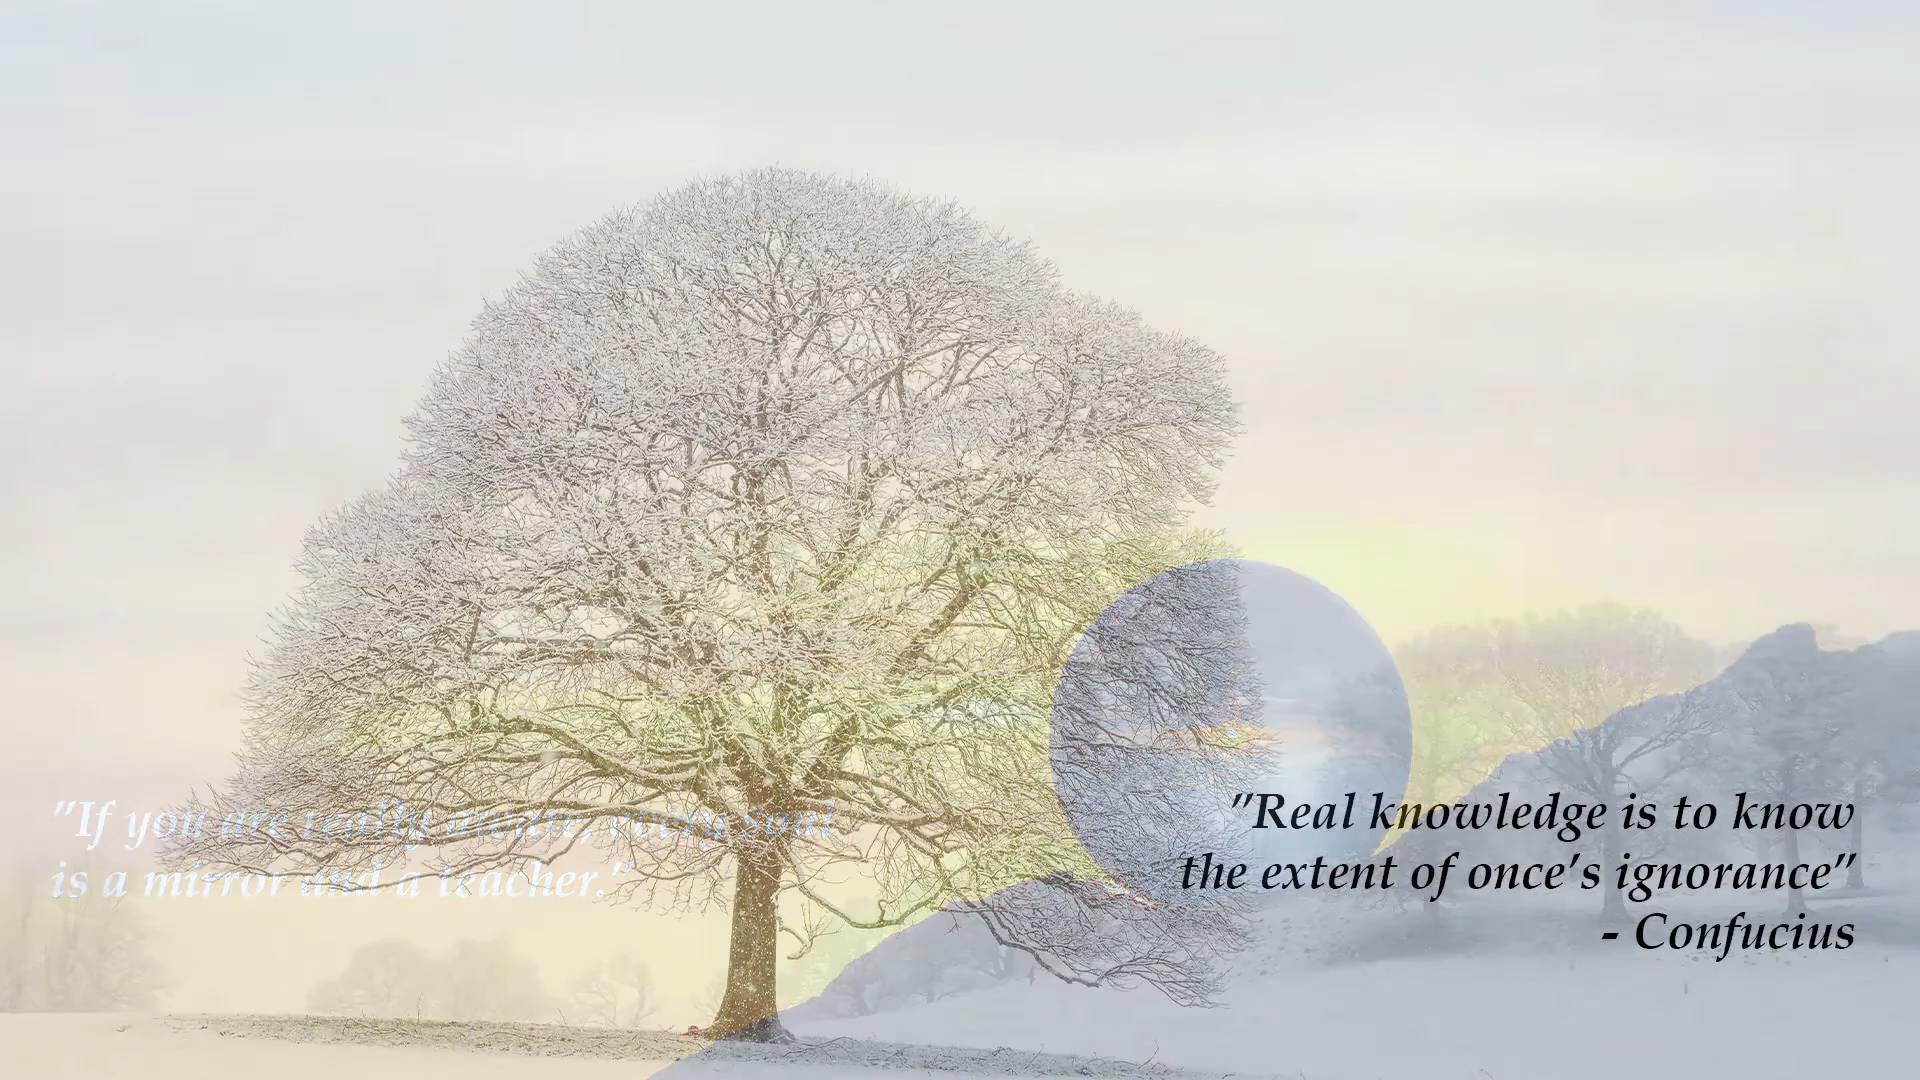 "If you are really aware, every soul
is a mirror and a teacher."
"Real knowledge is to know
the extent of once's ignorance"
- Confucius